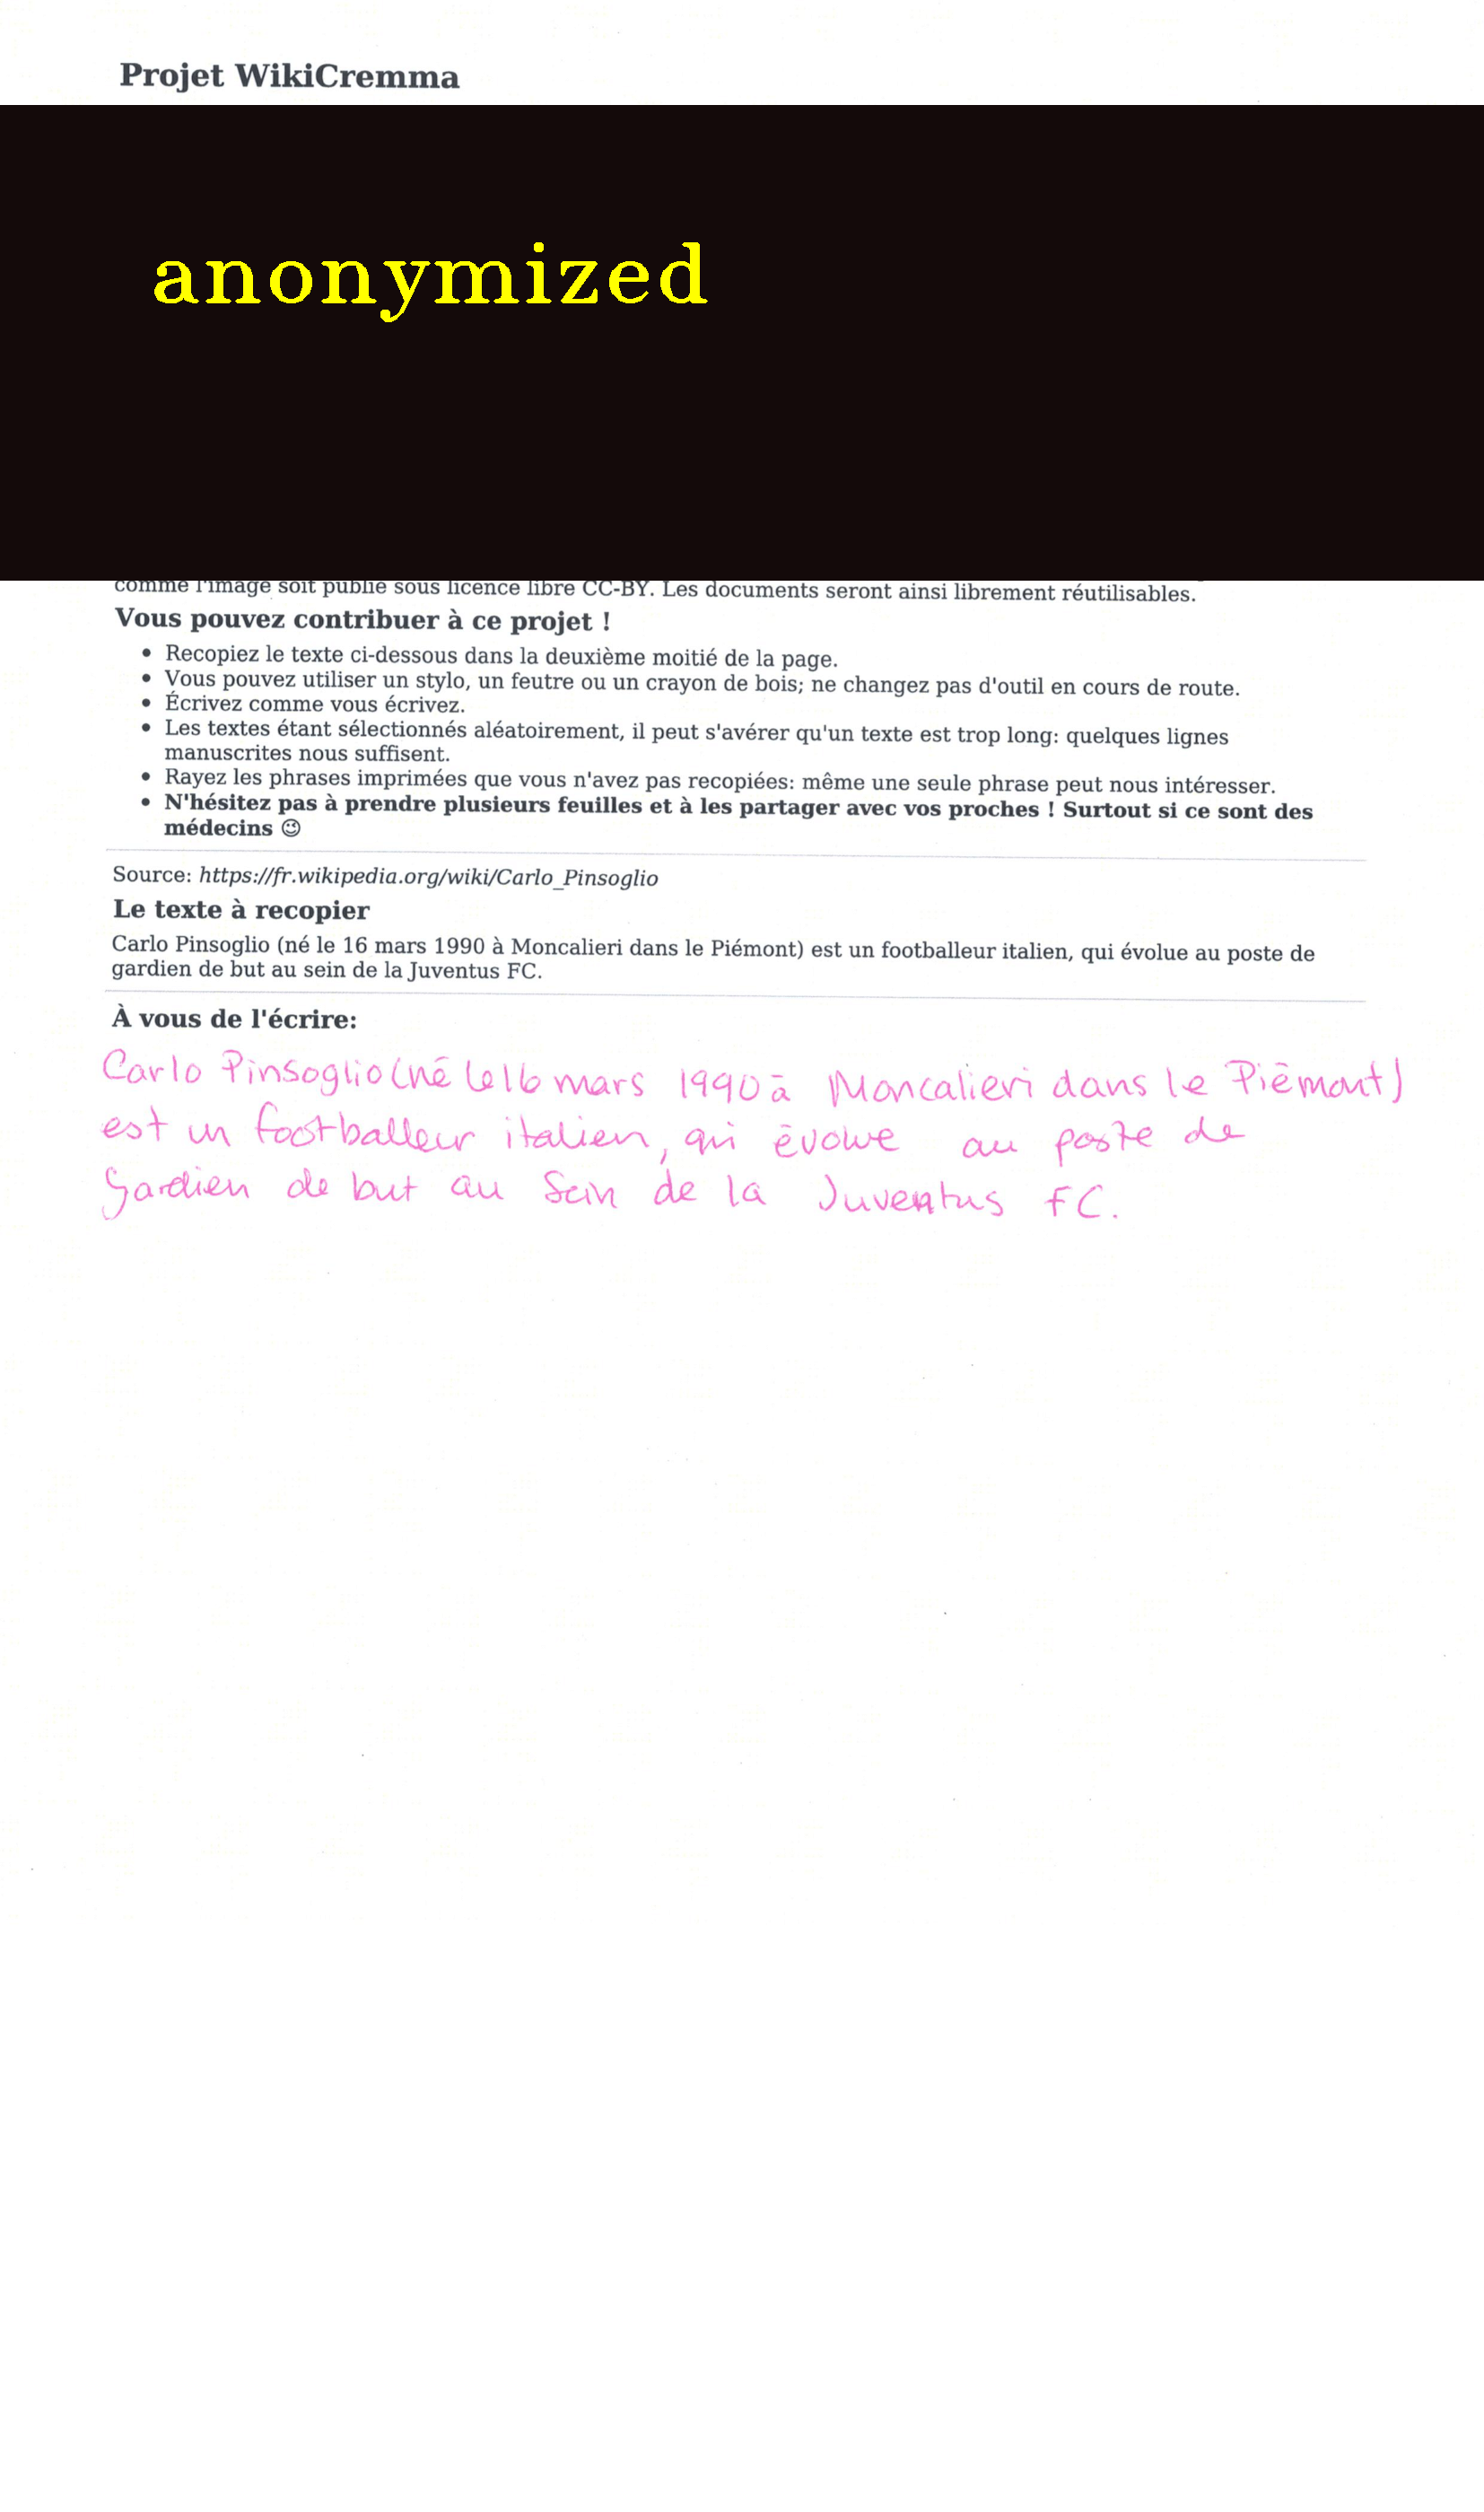 Projet WikiCremma
anonymized
comme l'image soit publié sous licence libre CC-BY. Les documents seront ainsi librement réutilisables.
Vous pouvez contribuer à ce projet !
• Recopiez le texte ci-dessous dans la deuxième moitié de la page.
• Vous pouvez utiliser un stylo, un feutre ou un crayon de bois; ne changez pas d'outil en cours de route.
• Écrivez comme vous écrivez.
• Les textes étant sélectionnés aléatoirement, il peut s'avérer qu'un texte est trop long: quelques lignes
manuscrites nous suffisent.
• Rayez les phrases imprimées que vous n'avez pas recopiées: même une seule phrase peut nous intéresser.
• N'hésitez pas à prendre plusieurs feuilles et à les partager avec vos proches ! Surtout si ce sont des
médecins ☺
Source: https://fr.wikipedia.org/wiki/Carlo_Pinsoglio
Le texte à recopier
Carlo Pinsoglio (né le 16 mars 1990 à Moncalieri dans le Piémont) est un footballeur italien, qui évolue au poste de
gardien de but au sein de la Juventus FC.
À vous de l'écrire:
Carlo Pinsoglio (né le 16 mars 1990 à Moncalieri dans le Piémont)
est un footballeur italien, qui évolue au poste de
gardien de but au sein de la Juventus FC.